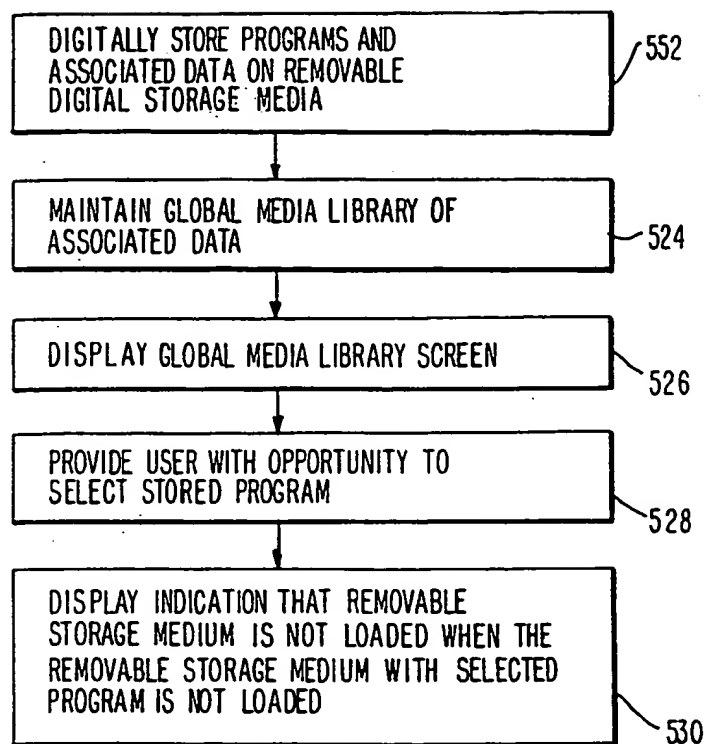 DIGITALLY STORE PROGRAMS AND
ASSOCIATED DATA ON REMOVABLE
DIGITAL STORAGE MEDIA
552
MAINTAIN GLOBAL MEDIA LIBRARY OF
ASSOCIATED DATA
524
DISPLAY GLOBAL MEDIA LIBRARY SCREEN
526
PROVIDE USER WITH OPPORTUNITY TO
SELECT STORED PROGRAM
528
DISPLAY INDICATION THAT REMOVABLE
STORAGE MEDIUM IS NOT LOADED WHEN THE
REMOVABLE STORAGE MEDIUM WITH SELECTED
PROGRAM IS NOT LOADED
530